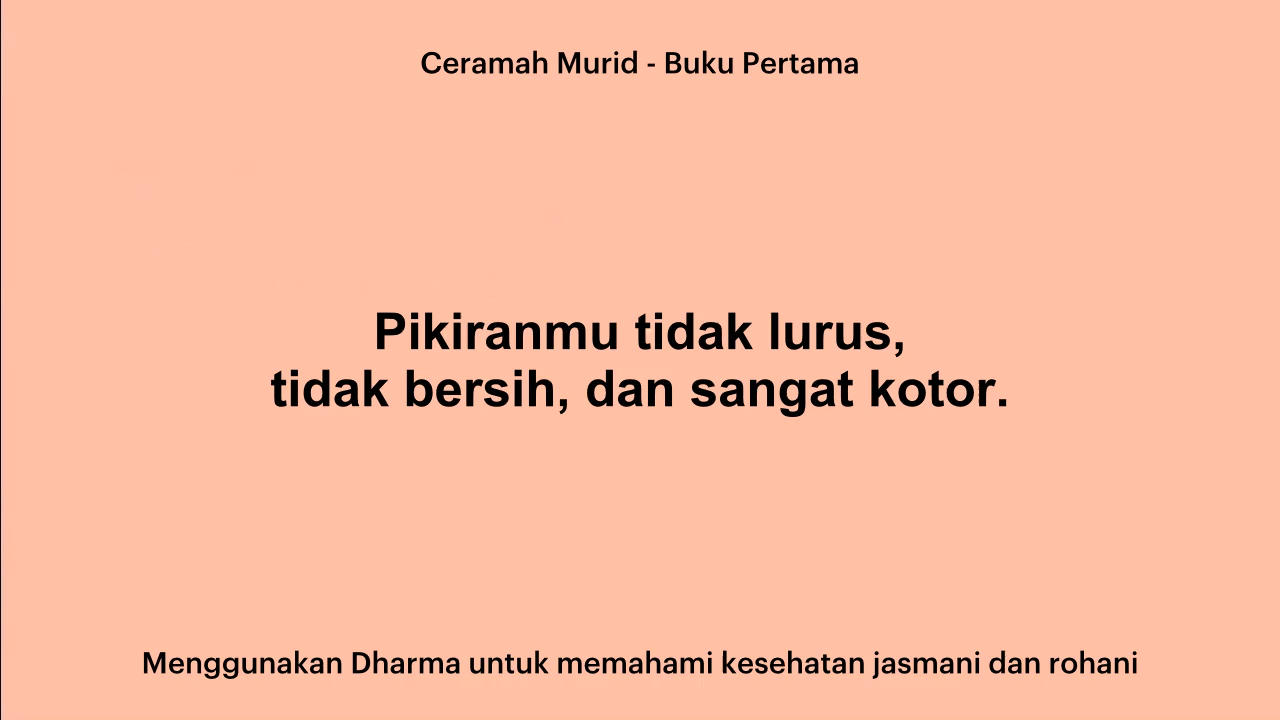 Ceramah Murid - Buku Pertama
Pikiranmu tidak lurus,
tidak bersih, dan sangat kotor.
Menggunakan Dharma untuk memahami kesehatan jasmani dan rohani